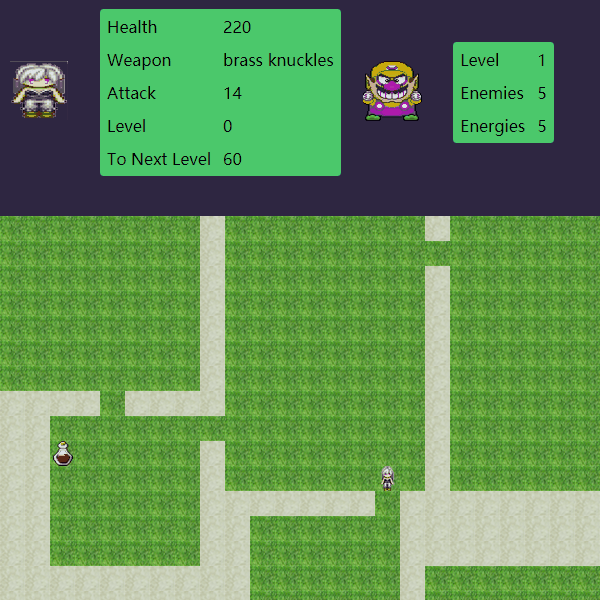 Health 220
Weapon brass knuckles
Attack 14
Level 0
To Next Level 60
Level 1
Enemies 5
Energies 5